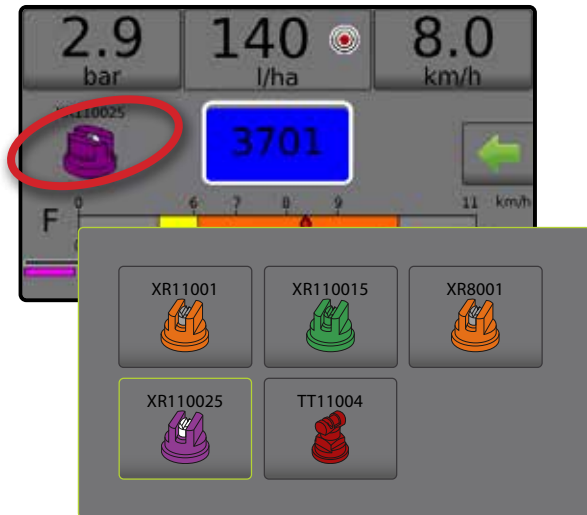 2.9 140 8.0
bar l/ha km/h
XR110025
3701
0 6 7 8 9 11 km/h
F
XR11001 XR110015 XR8001
XR110025 TT11004